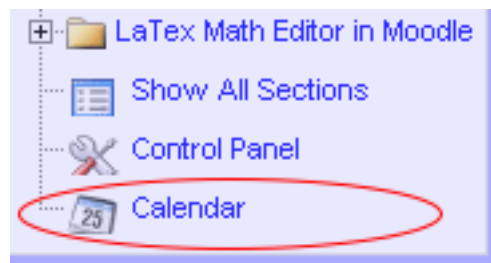 LaTex Math Editor in Moodle
Show All Sections
Control Panel
25 Calendar